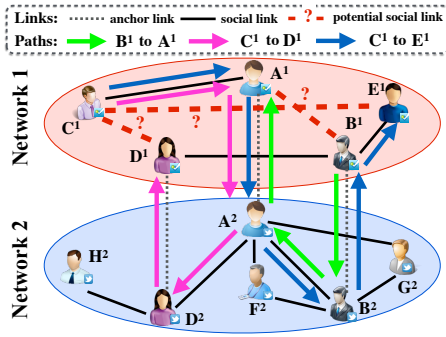 Links: anchor link social link ? potential social link
Paths: B¹ to A¹ C¹ to D¹ C¹ to E¹
Network 1
A¹
E¹
C¹
?
?
?
B¹
D¹
Network 2
A²
H²
G²
F²
B²
D²